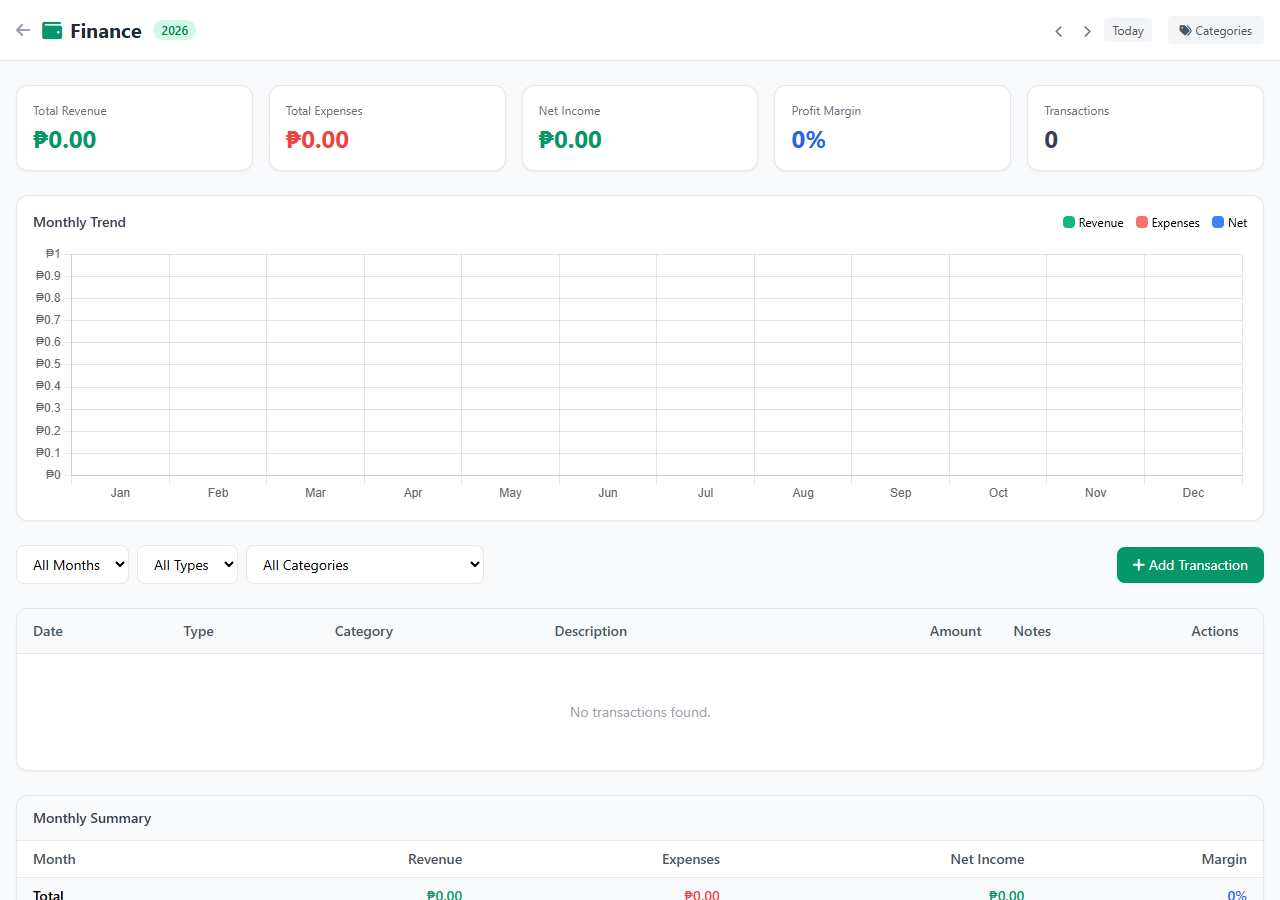 Finance 2026 Today Categories
Total Revenue Total Expenses Net Income Profit Margin Transactions
₱0.00 ₱0.00 ₱0.00 0% 0
Monthly Trend Revenue Expenses Net
₱1
₱0.9
₱0.8
₱0.7
₱0.6
₱0.5
₱0.4
₱0.3
₱0.2
₱0.1
₱0
Jan Feb Mar Apr May Jun Jul Aug Sep Oct Nov Dec
All Months All Types All Categories + Add Transaction
Date Type Category Description Amount Notes Actions
No transactions found.
Monthly Summary
Month Revenue Expenses Net Income Margin
Total ₱0.00 ₱0.00 ₱0.00 0%